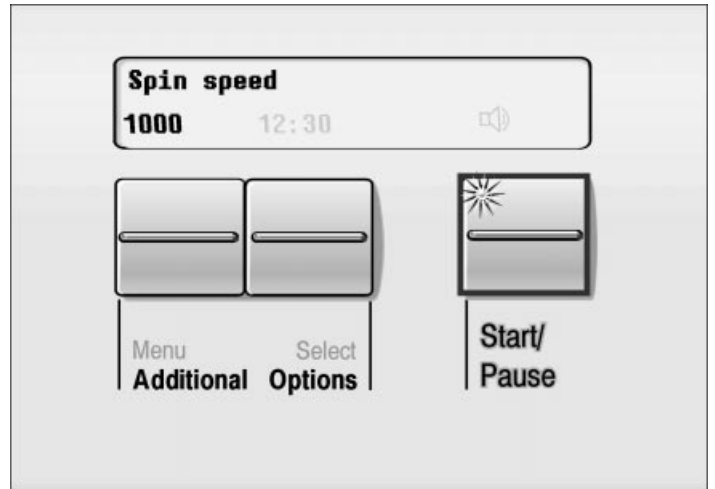 Spin speed
1000 12:30
Menu Select
Additional Options
Start/
Pause